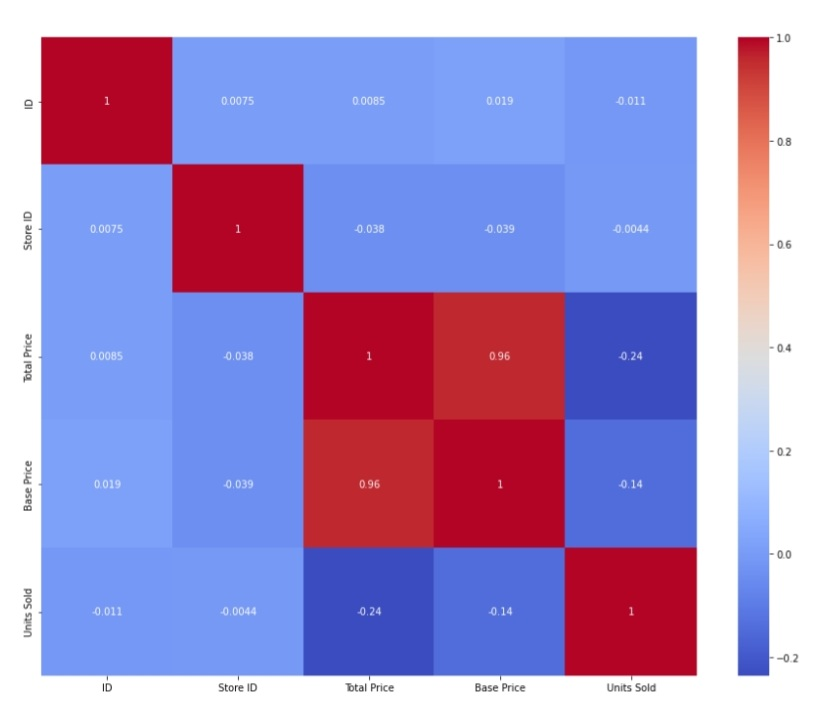 ID 1 0.0075 0.0085 0.019 -0.011
Store ID 0.0075 1 -0.038 -0.039 -0.0044
Total Price 0.0085 -0.038 1 0.96 -0.24
Base Price 0.019 -0.039 0.96 1 -0.14
Units Sold -0.011 -0.0044 -0.24 -0.14 1
ID Store ID Total Price Base Price Units Sold
1.0
0.8
0.6
0.4
0.2
0.0
-0.2